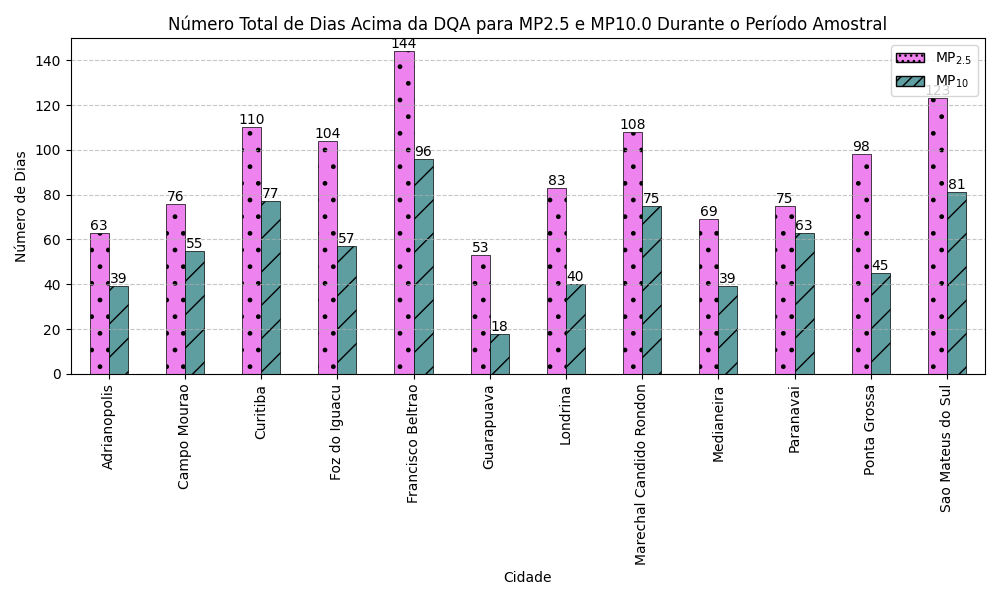 Número Total de Dias Acima da DQA para MP2.5 e MP10.0 Durante o Período Amostral
MP2.5
MP10
Número de Dias
140
120
100
80
60
40
20
0
63
39
76
55
110
77
104
57
144
96
53
18
83
40
108
75
69
39
75
63
98
45
123
81
Adrianopolis
Campo Mourao
Curitiba
Foz do Iguacu
Francisco Beltrao
Guarapuava
Londrina
Marechal Candido Rondon
Medianeira
Paranavai
Ponta Grossa
Sao Mateus do Sul
Cidade